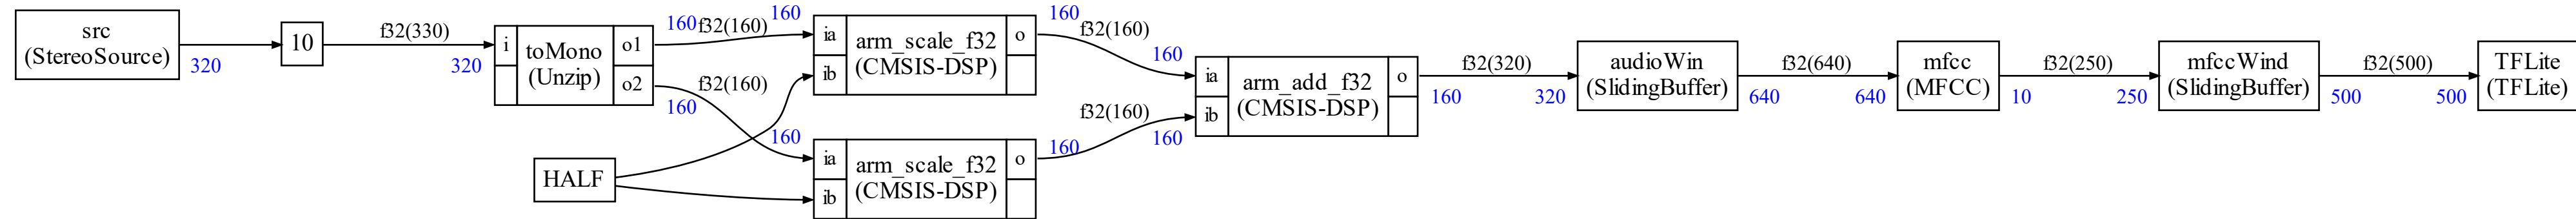 src
(StereoSource)
320
10
f32(330)
320
i
toMono
(Unzip)
o1
o2
160
f32(160)
160
f32(160)
160
160
HALF
ia
ib
arm_scale_f32
(CMSIS-DSP)
o
ia
ib
arm_scale_f32
(CMSIS-DSP)
o
160
f32(160)
160
160
f32(160)
160
ia
ib
arm_add_f32
(CMSIS-DSP)
o
160
f32(320)
320
audioWin
(SlidingBuffer)
640
f32(640)
640
mfcc
(MFCC)
10
f32(250)
250
mfccWind
(SlidingBuffer)
500
f32(500)
500
TFLite
(TFLite)